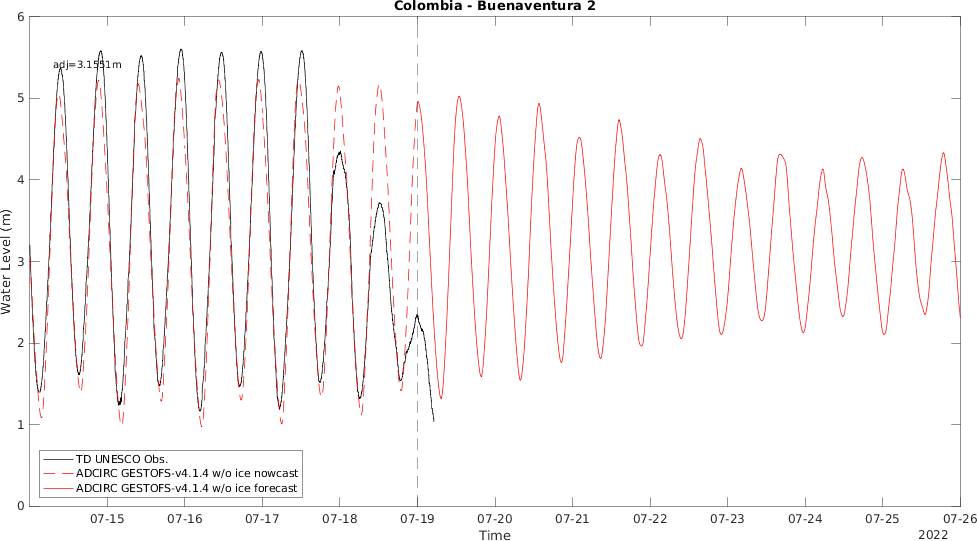 Colombia - Buenaventura 2
adj=3.1551m
Water Level (m)
6
5
4
3
2
1
0
TD UNESCO Obs.
ADCIRC GESTOFS-v4.1.4 w/o ice nowcast
ADCIRC GESTOFS-v4.1.4 w/o ice forecast
07-15 07-16 07-17 07-18 07-19 07-20 07-21 07-22 07-23 07-24 07-25 07-26
Time
2022